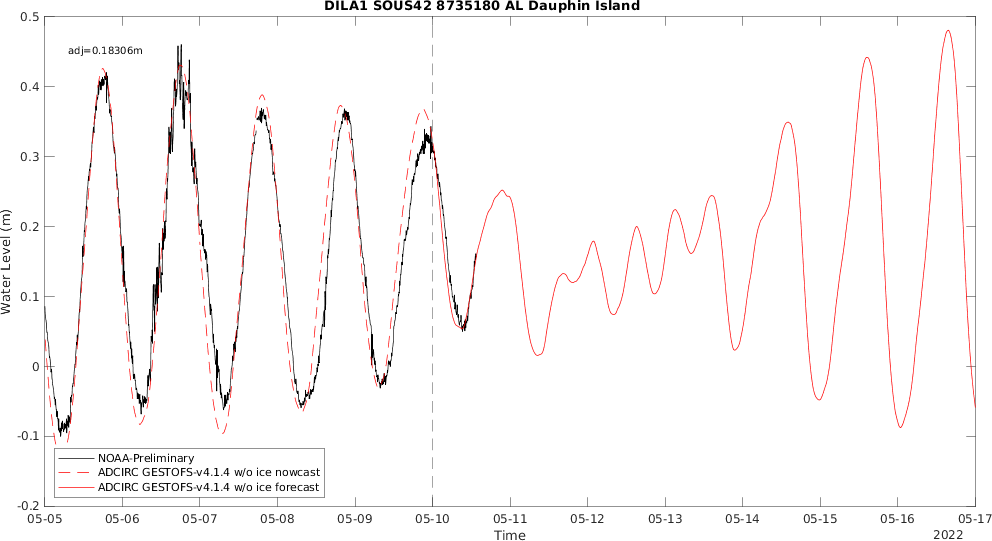 DILA1 SOUS42 8735180 AL Dauphin Island
adj=0.18306m
0.5
0.4
0.3
0.2
0.1
0
-0.1
-0.2
Water Level (m)
NOAA-Preliminary
ADCIRC GESTOFS-v4.1.4 w/o ice nowcast
ADCIRC GESTOFS-v4.1.4 w/o ice forecast
05-05 05-06 05-07 05-08 05-09 05-10 05-11 05-12 05-13 05-14 05-15 05-16 05-17
Time
2022